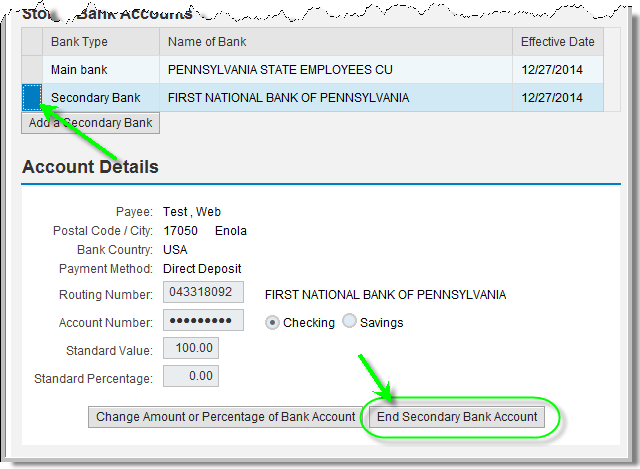 Stored Bank Accounts
Bank Type Name of Bank Effective Date
Main bank PENNSYLVANIA STATE EMPLOYEES CU 12/27/2014
Secondary Bank FIRST NATIONAL BANK OF PENNSYLVANIA 12/27/2014
Add a Secondary Bank
Account Details
Payee: Test , Web
Postal Code / City: 17050 Enola
Bank Country: USA
Payment Method: Direct Deposit
Routing Number: 043318092 FIRST NATIONAL BANK OF PENNSYLVANIA
Account Number: ●●●●●●●●● Checking Savings
Standard Value: 100.00
Standard Percentage: 0.00
Change Amount or Percentage of Bank Account End Secondary Bank Account